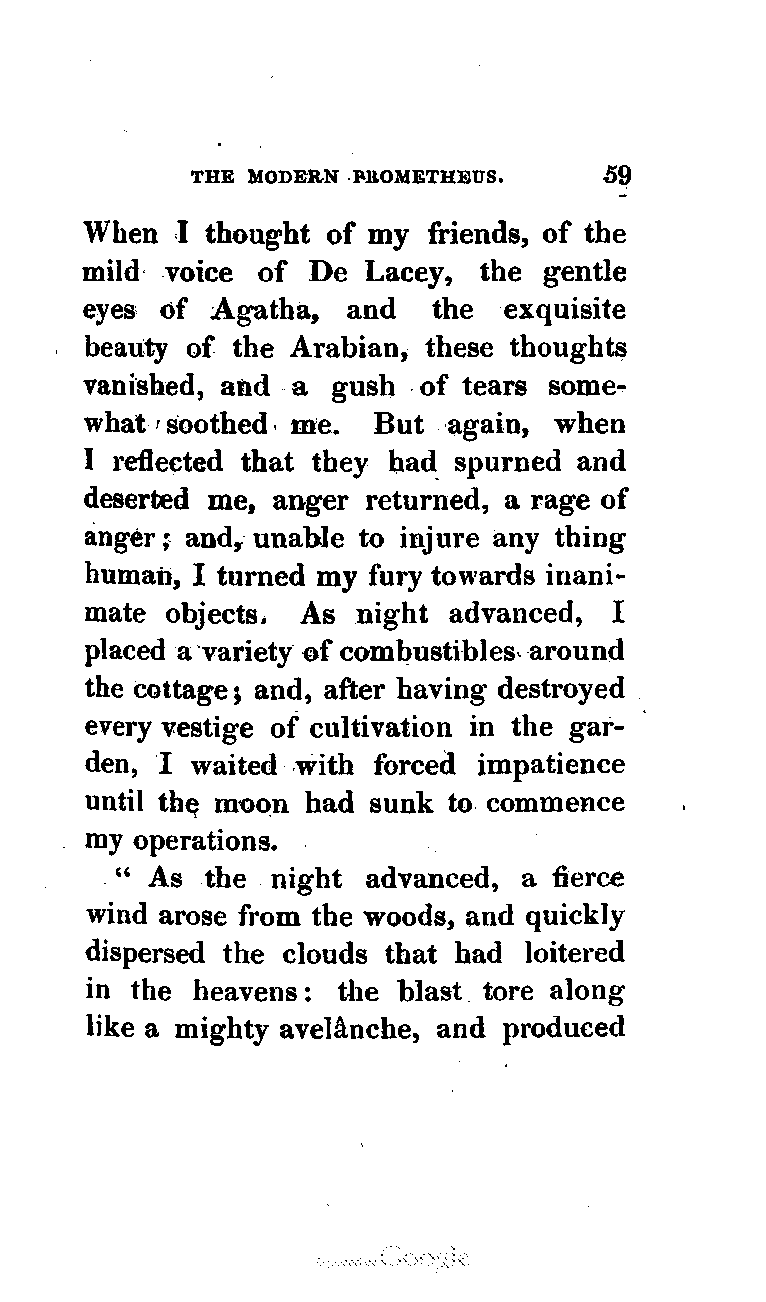 THE MODERN PROMETHEUS. 59
When I thought of my friends, of the
mild voice of De Lacey, the gentle
eyes of Agatha, and the exquisite
beauty of the Arabian, these thoughts
vanished, and a gush of tears some-
what soothed me. But again, when
I reflected that they had spurned and
deserted me, anger returned, a rage of
anger; and, unable to injure any thing
human, I turned my fury towards inani-
mate objects. As night advanced, I
placed a variety of combustibles around
the cottage; and, after having destroyed
every vestige of cultivation in the gar-
den, I waited with forced impatience
until the moon had sunk to commence
my operations.
“ As the night advanced, a fierce
wind arose from the woods, and quickly
dispersed the clouds that had loitered
in the heavens: the blast tore along
like a mighty avelânche, and produced
Google